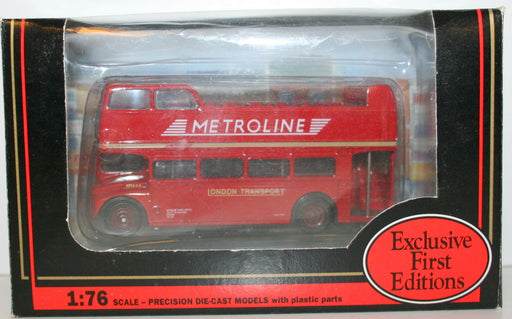 METROLINE
LONDON TRANSPORT
Exclusive
First
Editions
1:76 SCALE – PRECISION DIE-CAST MODELS with plastic parts